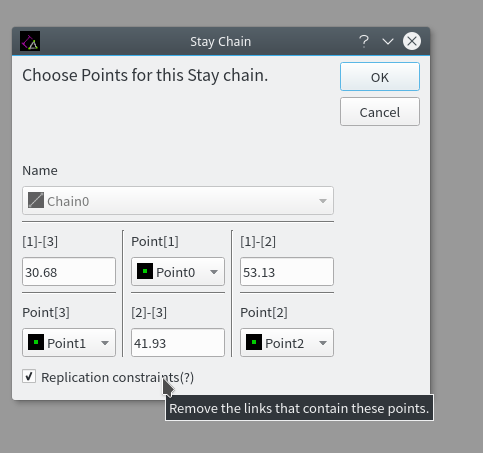 Stay Chain
?
Choose Points for this Stay chain.
OK
Cancel
Name
Chain0
[1]-[3]
Point[1]
[1]-[2]
30.68
Point0
53.13
Point[3]
[2]-[3]
Point[2]
Point1
41.93
Point2
Replication constraints(?)
Remove the links that contain these points.